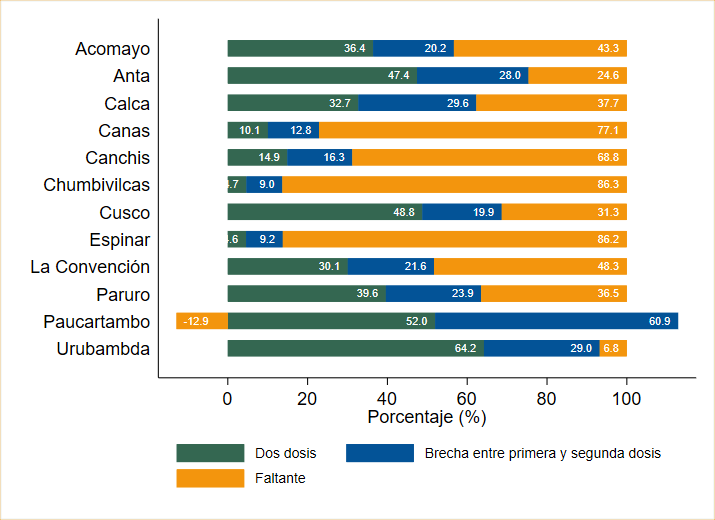 Acomayo 36.4 20.2 43.3
Anta 47.4 28.0 24.6
Calca 32.7 29.6 37.7
Canas 10.1 12.8 77.1
Canchis 14.9 16.3 68.8
Chumbivilcas .7 9.0 86.3
Cusco 48.8 19.9 31.3
Espinar .6 9.2 86.2
La Convención 30.1 21.6 48.3
Paruro 39.6 23.9 36.5
Paucartambo -12.9 52.0 60.9
Urubambda 64.2 29.0 6.8
0 20 40 60 80 100
Porcentaje (%)
Dos dosis Brecha entre primera y segunda dosis
Faltante